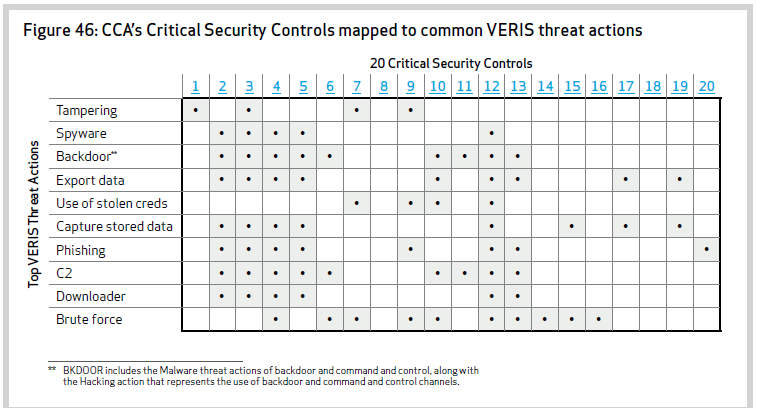 Figure 46: CCA's Critical Security Controls mapped to common VERIS threat actions
20 Critical Security Controls
1 2 3 4 5 6 7 8 9 10 11 12 13 14 15 16 17 18 19 20
Top VERIS Threat Actions
Tampering • • • •
Spyware • • • • •
Backdoor** • • • • • • • • •
Export data • • • • • • • • •
Use of stolen creds • • • •
Capture stored data • • • • • • • •
Phishing • • • • • • • •
C2 • • • • • • • • •
Downloader • • • • • •
Brute force • • • • • • • • • •
** BKDOOR includes the Malware threat actions of backdoor and command and control, along with
the Hacking action that represents the use of backdoor and command and control channels.